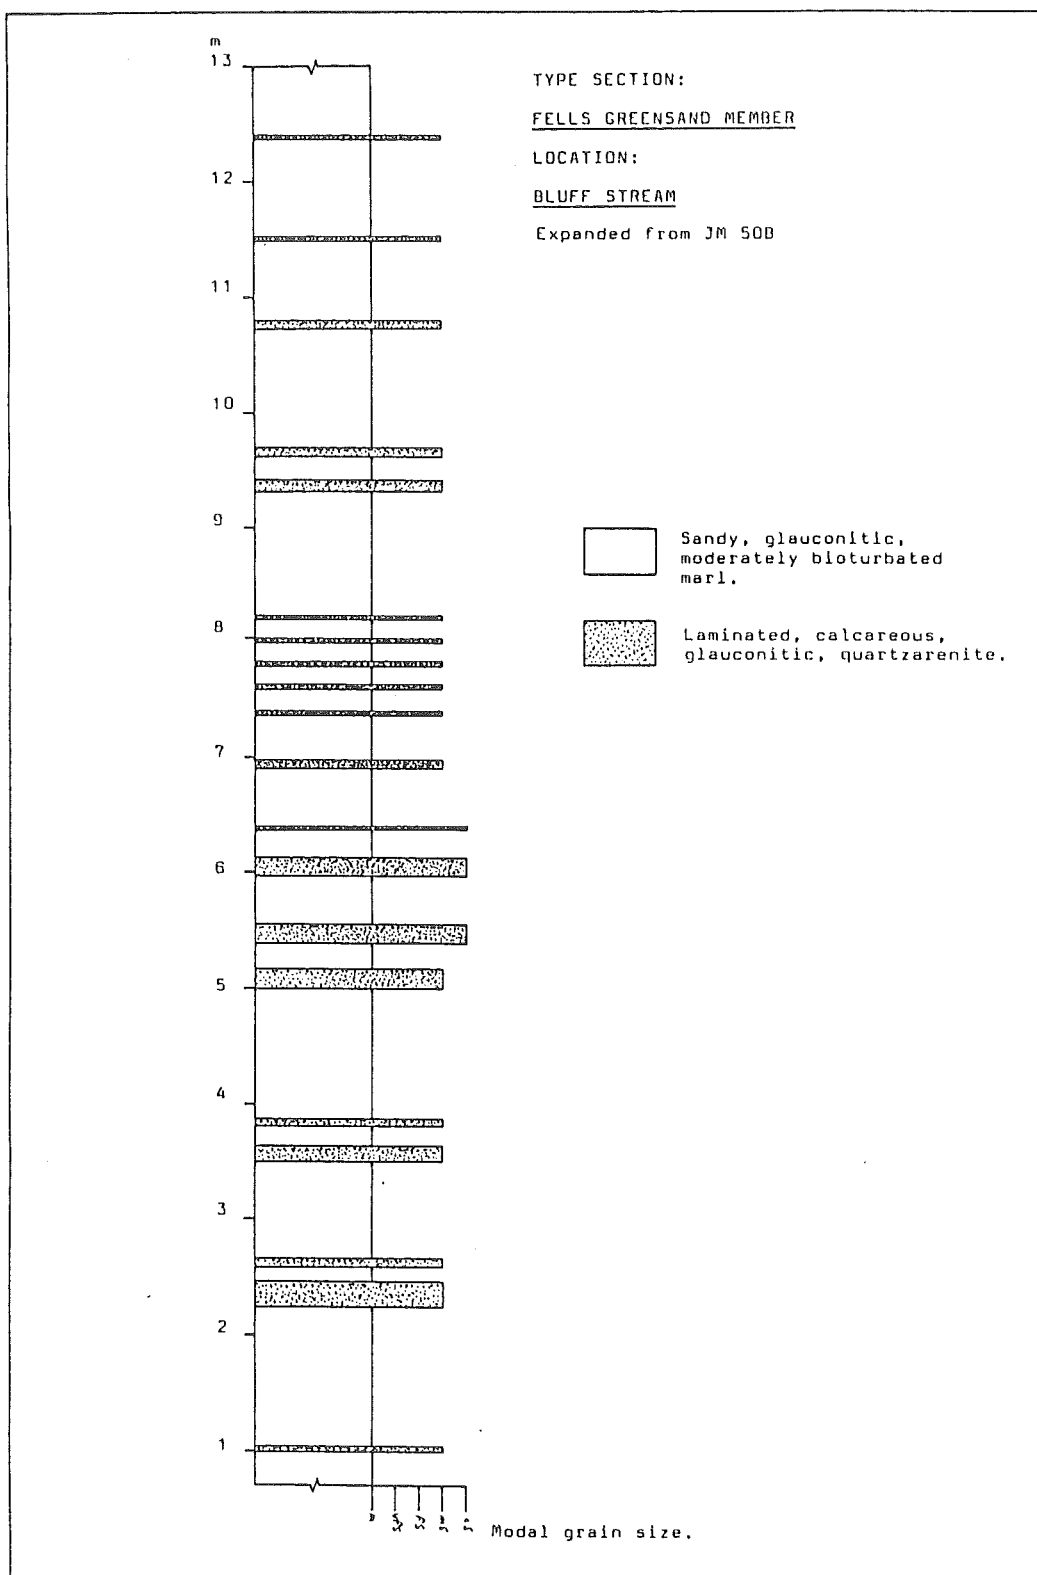 m
13
12
11
10
9
8
7
6
5
4
3
2
1
TYPE SECTION:
FELLS GREENSAND MEMBER
LOCATION:
BLUFF STREAM
Expanded from JM 50B
Sandy, glauconitic,
moderately bioturbated
marl.
Laminated, calcareous,
glauconitic, quartzarenite.
Modal grain size.